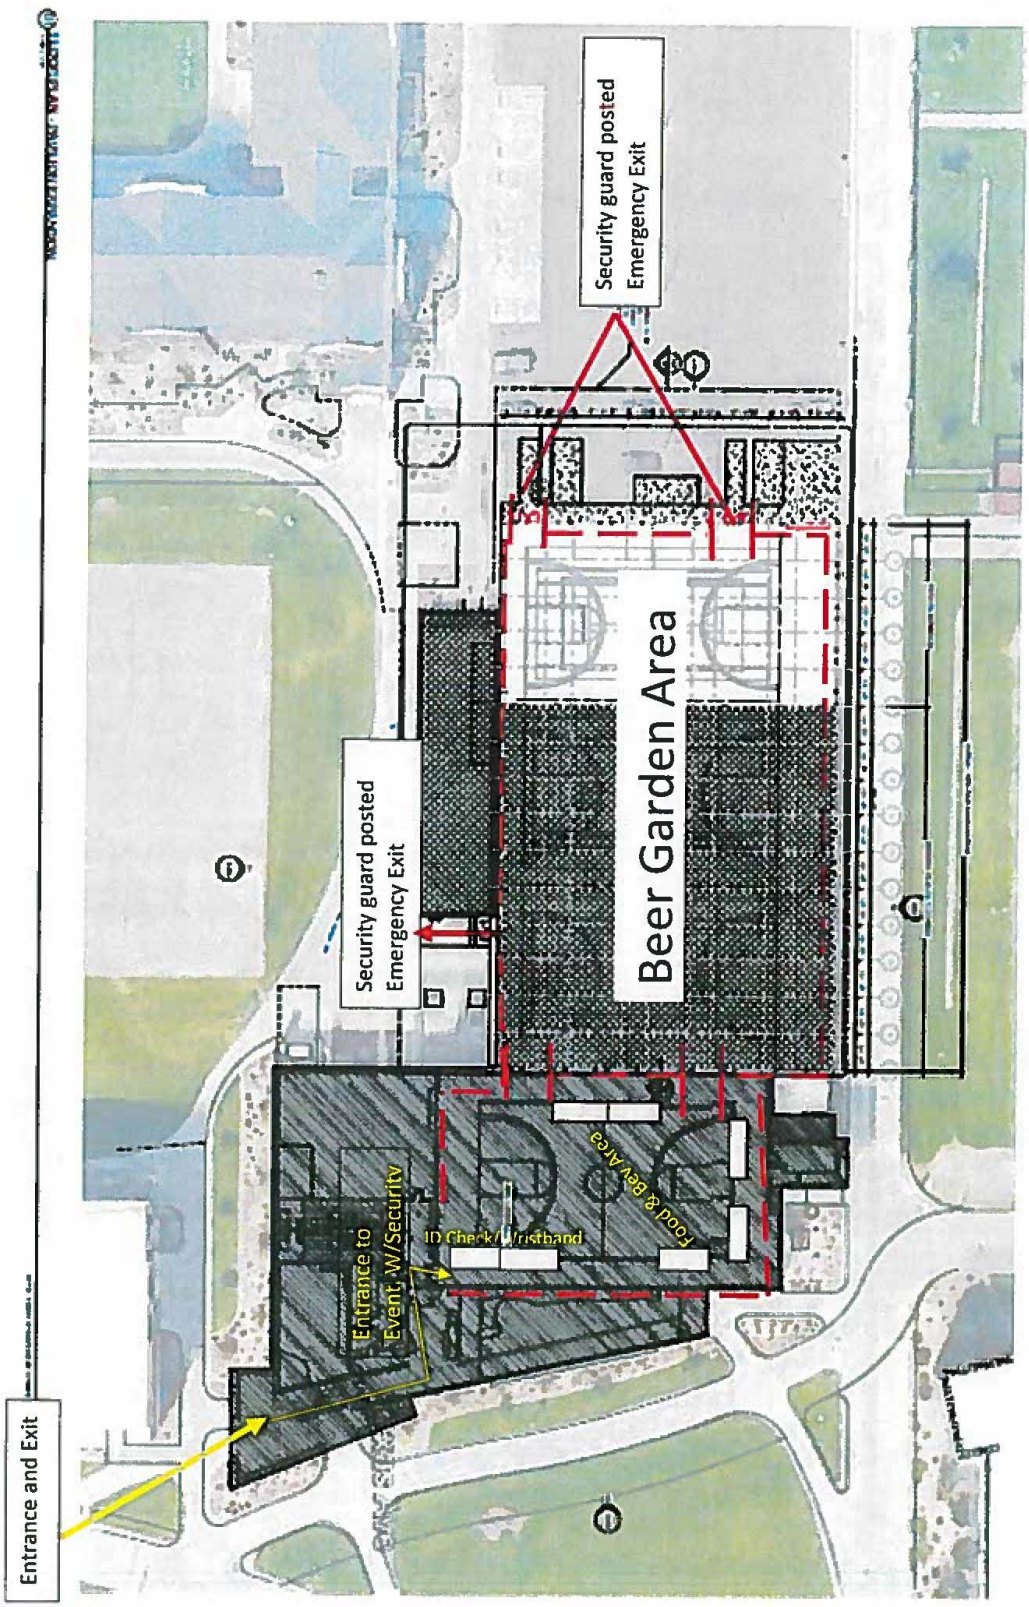 Entrance and Exit
Entrance to
Event, W/Security
ID Check/Wristband
Food & Bev Area
Security guard posted
Emergency Exit
Beer Garden Area
Security guard posted
Emergency Exit